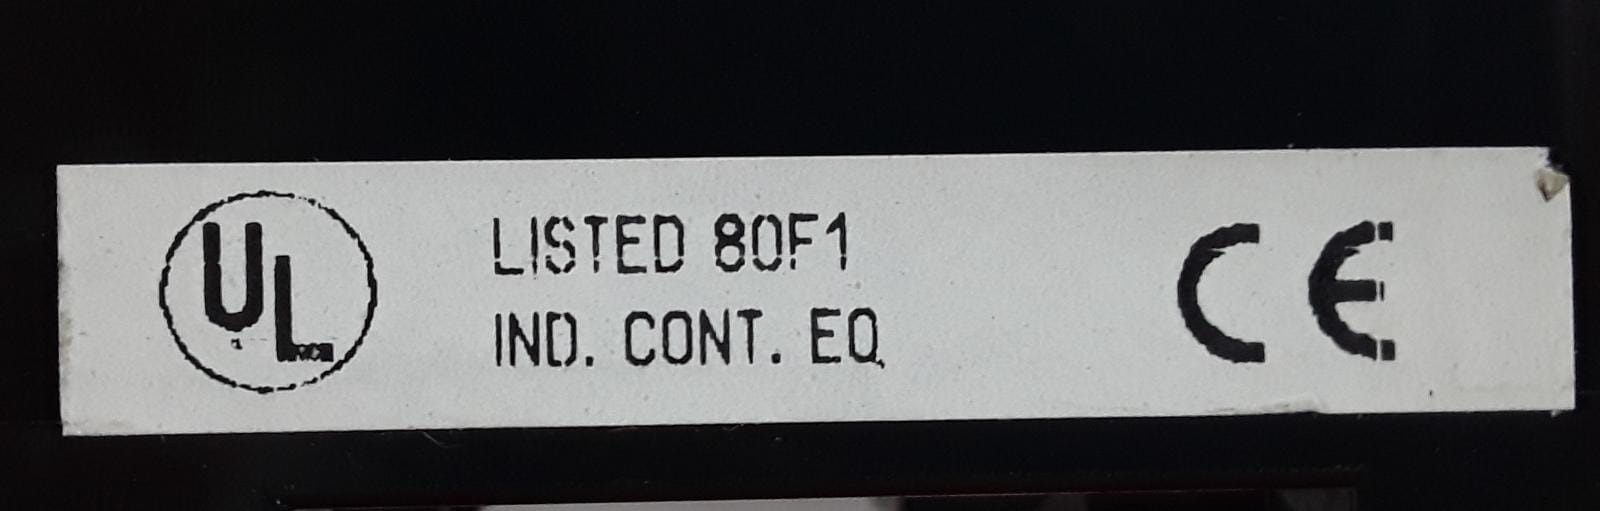 UL
LISTED 80F1
IND. CONT. EQ
CE